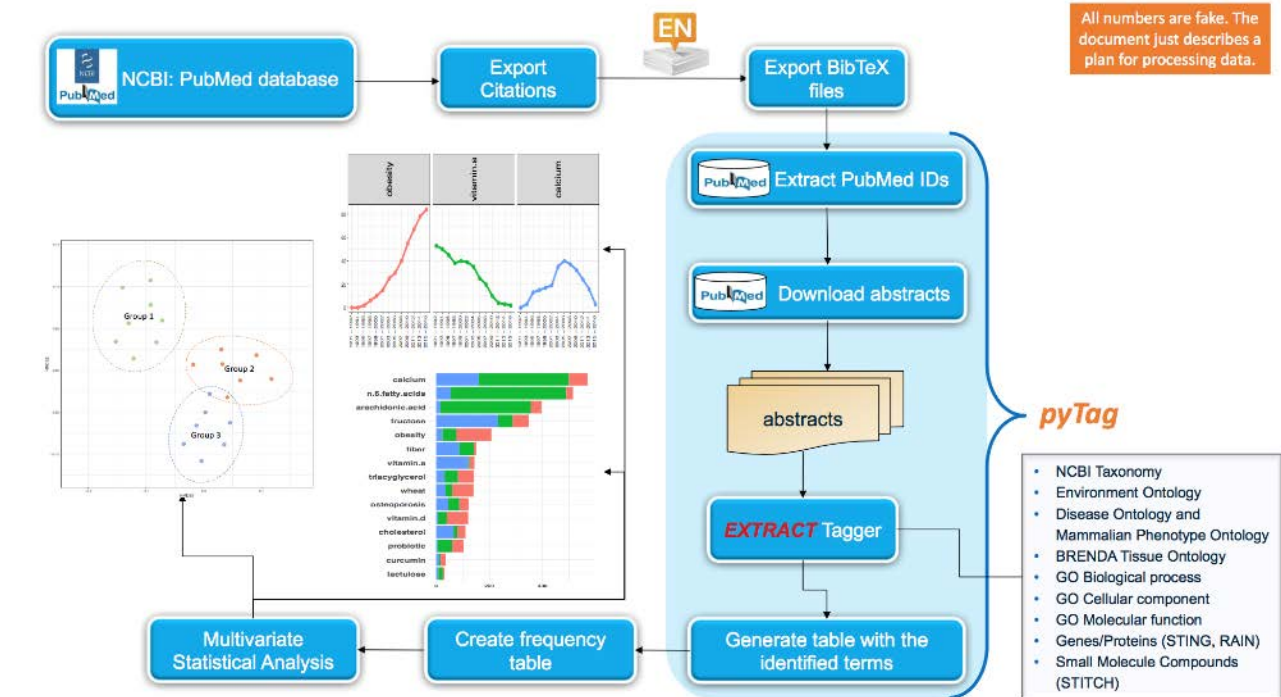 All numbers are fake. The
document just describes a
plan for processing data.
EN
NCBI
PubMed
NCBI: PubMed database
Export
Citations
Export BibTeX
files
PubMed
Extract PubMed IDs
PubMed
Download abstracts
abstracts
EXTRACT Tagger
Generate table with the
identified terms
pyTag
• NCBI Taxonomy
• Environment Ontology
• Disease Ontology and
Mammalian Phenotype Ontology
• BRENDA Tissue Ontology
• GO Biological process
• GO Cellular component
• GO Molecular function
• Genes/Proteins (STING, RAIN)
• Small Molecule Compounds
(STITCH)
obesity
vitamin.a
calcium
Group 1
Group 2
Group 3
calcium
n.6.fatty.acids
arachidonic.acid
fructose
obesity
fiber
vitamin.a
triacyglycerol
wheat
osteoporosis
vitamin.d
cholesterol
probiotic
curcumin
lactulose
Multivariate
Statistical Analysis
Create frequency
table